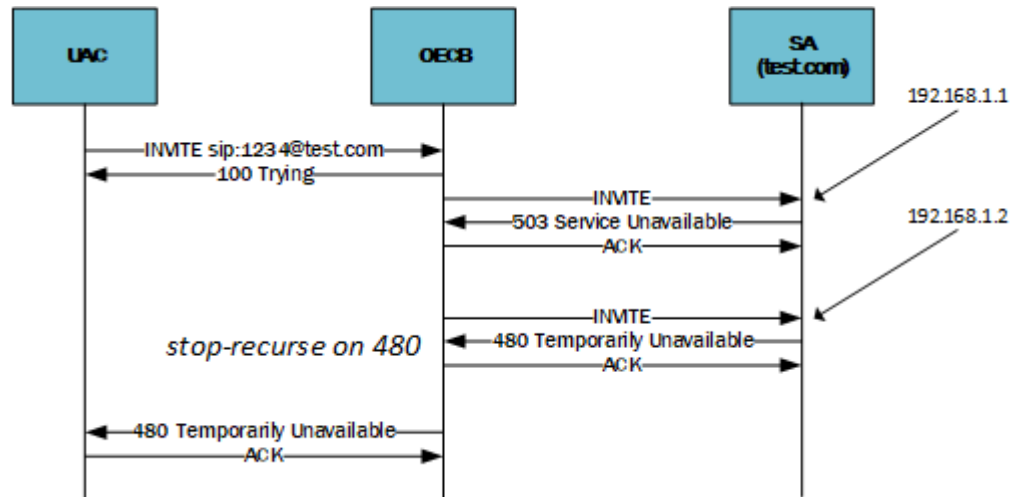 UAC
OECB
SA
(test.com)
192.168.1.1
INVITE sip:1234@test.com
100 Trying
INVITE
503 Service Unavailable
192.168.1.2
ACK
INVITE
stop-recurse on 480
480 Temporarily Unavailable
ACK
480 Temporarily Unavailable
ACK